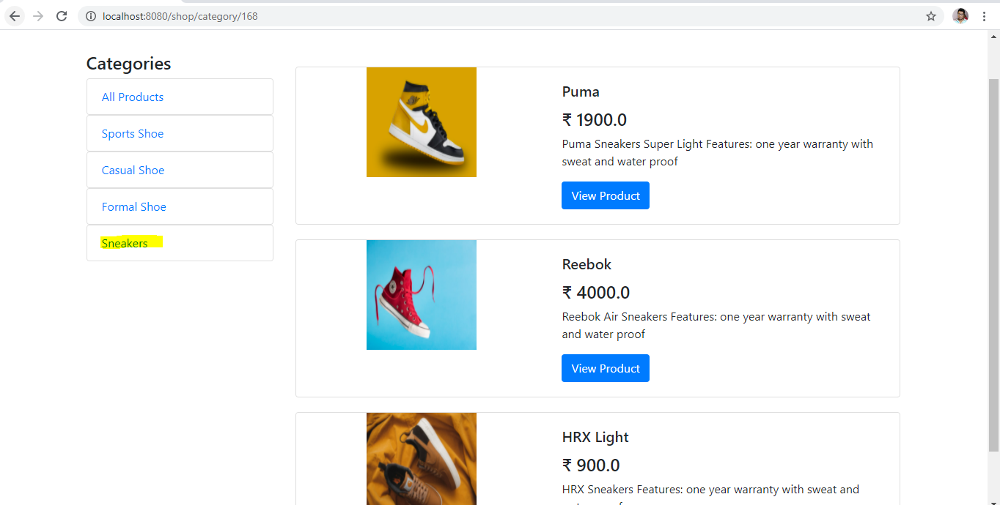 localhost:8080/shop/category/168
Categories
All Products
Sports Shoe
Casual Shoe
Formal Shoe
Sneakers
Puma
₹ 1900.0
Puma Sneakers Super Light Features: one year warranty with
sweat and water proof
View Product
Reebok
₹ 4000.0
Reebok Air Sneakers Features: one year warranty with sweat
and water proof
View Product
HRX Light
₹ 900.0
HRX Sneakers Features: one year warranty with sweat and